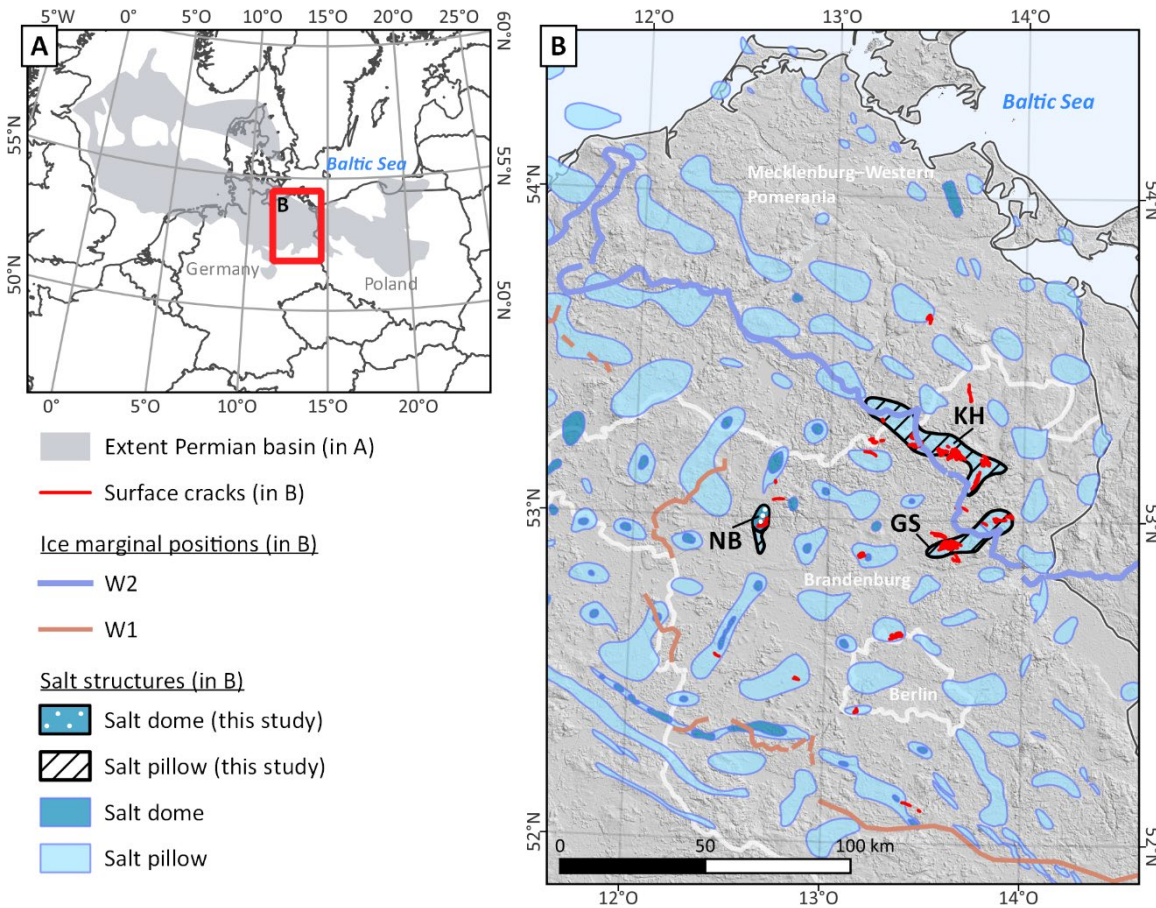 A
5°W 0°O 5°O 10°O 15°O 20°O 25°O
60°N
55°N
50°N
55°N
50°N
Baltic Sea
B
Germany
Poland
0° 5°O 10°O 15°O 20°O
Extent Permian basin (in A)
Surface cracks (in B)
Ice marginal positions (in B)
W2
W1
Salt structures (in B)
Salt dome (this study)
Salt pillow (this study)
Salt dome
Salt pillow
B
12°O 13°O 14°O
Baltic Sea
Mecklenburg–Western
Pomerania
54°N
54°N
KH
53°N
53°N
NB
GS
Brandenburg
Berlin
52°N
52°N
0 50 100 km
12°O 13°O 14°O